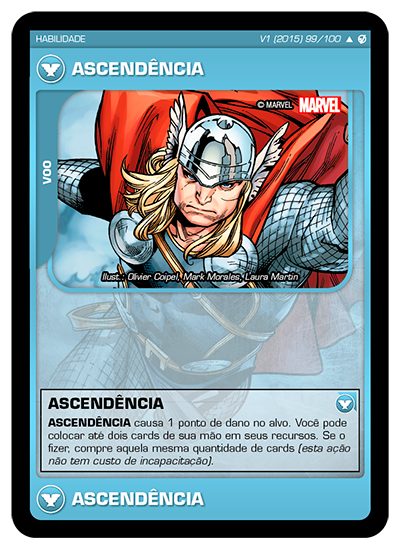 HABILIDADE
V1 (2015) 99/100
ASCENDÊNCIA
© MARVEL MARVEL
VOO
Ilust.: Olivier Coipel, Mark Morales, Laura Martin
ASCENDÊNCIA
ASCENDÊNCIA causa 1 ponto de dano no alvo. Você pode
colocar até dois cards de sua mão em seus recursos. Se o
fizer, compre aquela mesma quantidade de cards (esta ação
não tem custo de incapacitação).
ASCENDÊNCIA